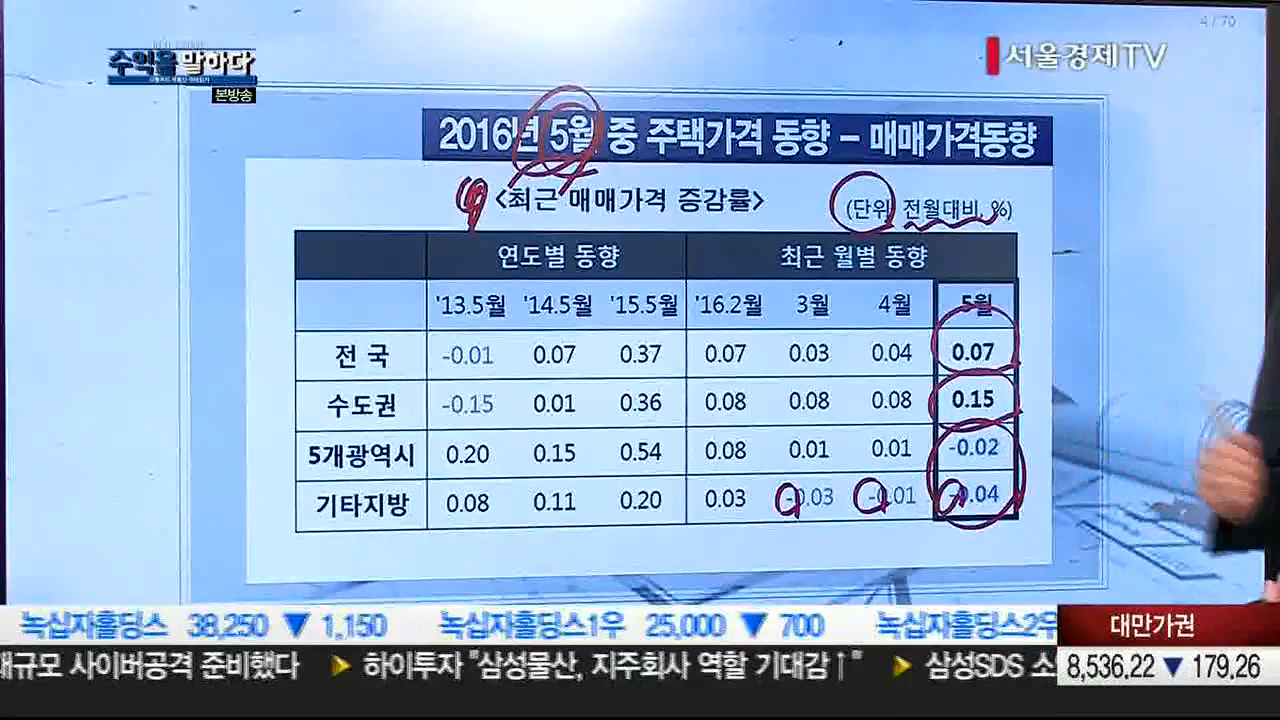 4 / 70
수익을 말하다
본방송
서울경제TV
2016년 5월 중 주택가격 동향 – 매매가격동향
<최근 매매가격 증감률>
(단위 전월대비, %)
연도별 동향 최근 월별 동향
'13.5월 '14.5월 '15.5월 '16.2월 3월 4월 5월
전 국 -0.01 0.07 0.37 0.07 0.03 0.04 0.07
수도권 -0.15 0.01 0.36 0.08 0.08 0.08 0.15
5개광역시 0.20 0.15 0.54 0.08 0.01 0.01 -0.02
기타지방 0.08 0.11 0.20 0.03 -0.03 -0.01 -0.04
녹십자홀딩스 38,250 ▼ 1,150 녹십자홀딩스1우 25,000 ▼ 700 녹십자홀딩스2우
대만가권
규모 사이버공격 준비했다 ▶ 하이투자 "삼성물산, 지주회사 역할 기대감↑" ▶ 삼성SDS 소
8,536.22 ▼ 179.26